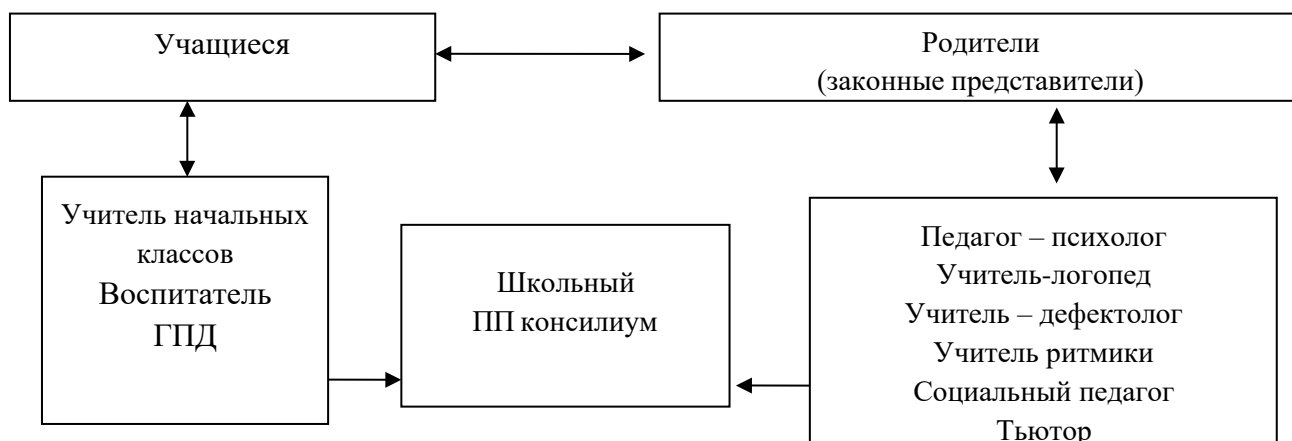 Учащиеся
Родители
(законные представители)
Учитель начальных
классов
Воспитатель
ГПД
Школьный
ПП консилиум
Педагог – психолог
Учитель-логопед
Учитель – дефектолог
Учитель ритмики
Социальный педагог
Тьютор